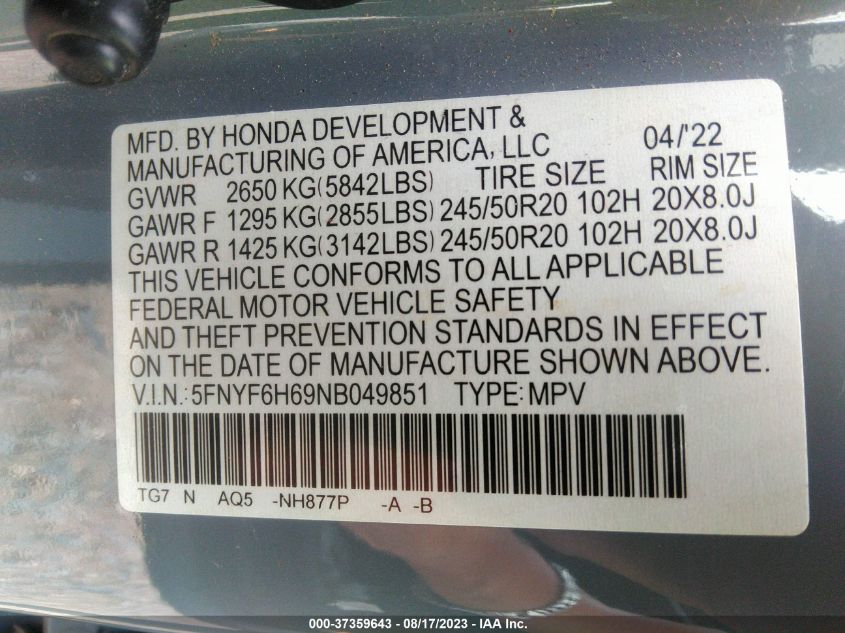 MFD. BY HONDA DEVELOPMENT &
MANUFACTURING OF AMERICA, LLC 04/'22
GVWR 2650 KG(5842LBS) TIRE SIZE RIM SIZE
GAWR F 1295 KG(2855LBS) 245/50R20 102H 20X8.0J
GAWR R 1425 KG(3142LBS) 245/50R20 102H 20X8.0J
THIS VEHICLE CONFORMS TO ALL APPLICABLE
FEDERAL MOTOR VEHICLE SAFETY
AND THEFT PREVENTION STANDARDS IN EFFECT
ON THE DATE OF MANUFACTURE SHOWN ABOVE.
V.I.N.: 5FNYF6H69NB049851 TYPE: MPV
TG7 N AQ5 -NH877P -A -B
000-37359643 - 08/17/2023 - IAA Inc.